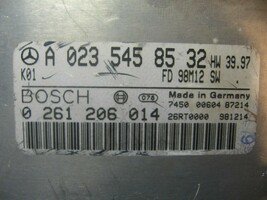 A 023 545 85 32 HW 39.97
K01 FD 98M12 SW
BOSCH Made in Germany
7450 00604 87214
0 261 206 014 26RT0000 981214